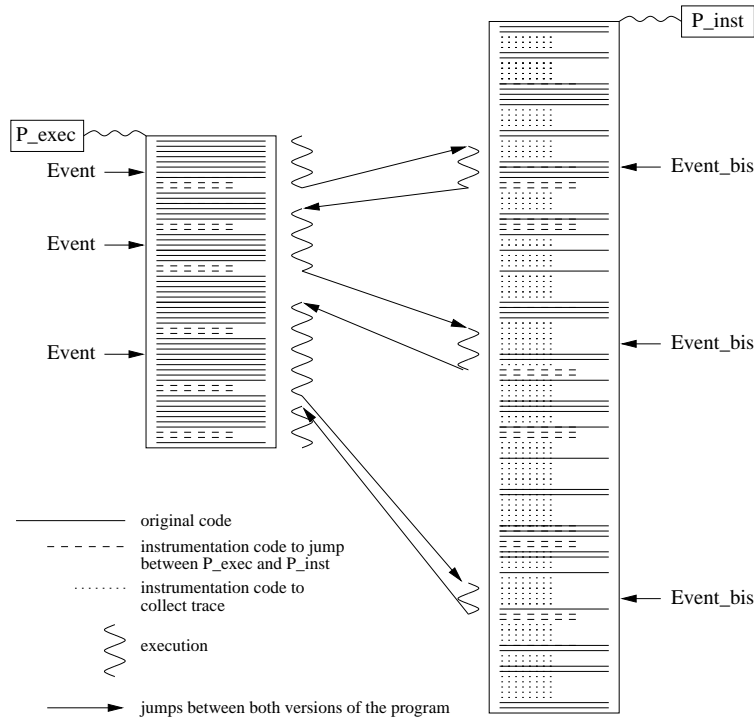 P_inst
P_exec
Event
Event_bis
Event
Event_bis
Event
Event_bis
original code
instrumentation code to jump
between P_exec and P_inst
instrumentation code to
collect trace
execution
jumps between both versions of the program